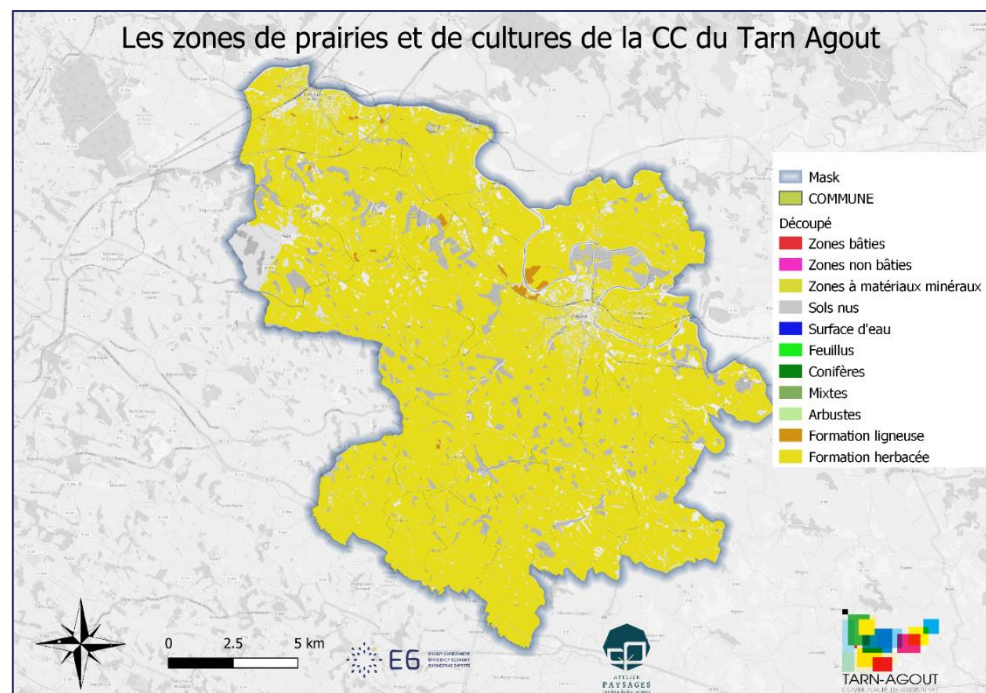 Les zones de prairies et de cultures de la CC du Tarn Agout
Mask
COMMUNE
Découpé
Zones bâties
Zones non bâties
Zones à matériaux minéraux
Sols nus
Surface d'eau
Feuillus
Conifères
Mixtes
Arbustes
Formation ligneuse
Formation herbacée
0 2.5 5 km
E6
ATELIER
PAYSAGES
TARN-AGOUT